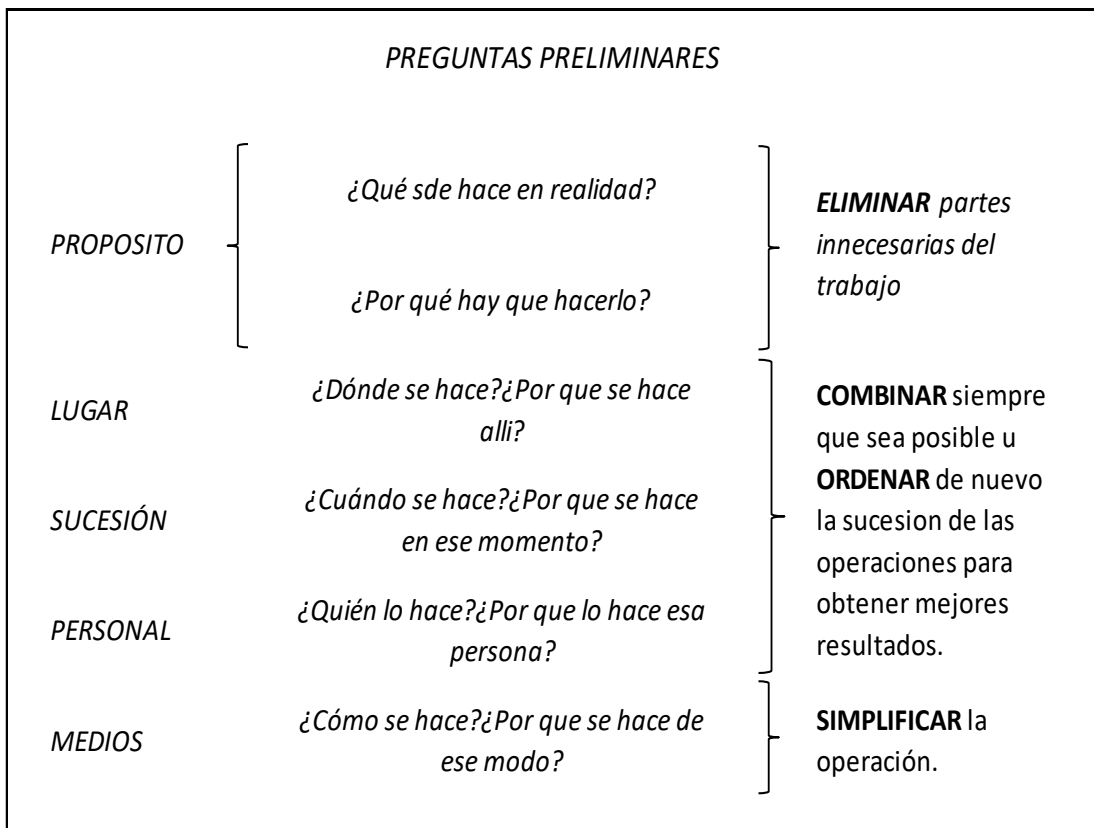 PREGUNTAS PRELIMINARES
PROPOSITO
¿Qué sde hace en realidad?
¿Por qué hay que hacerlo?
ELIMINAR partes
innecesarias del
trabajo
LUGAR
¿Dónde se hace?¿Por que se hace
alli?
SUCESIÓN
¿Cuándo se hace?¿Por que se hace
en ese momento?
PERSONAL
¿Quién lo hace?¿Por que lo hace esa
persona?
COMBINAR siempre
que sea posible u
ORDENAR de nuevo
la sucesion de las
operaciones para
obtener mejores
resultados.
MEDIOS
¿Cómo se hace?¿Por que se hace de
ese modo?
SIMPLIFICAR la
operación.